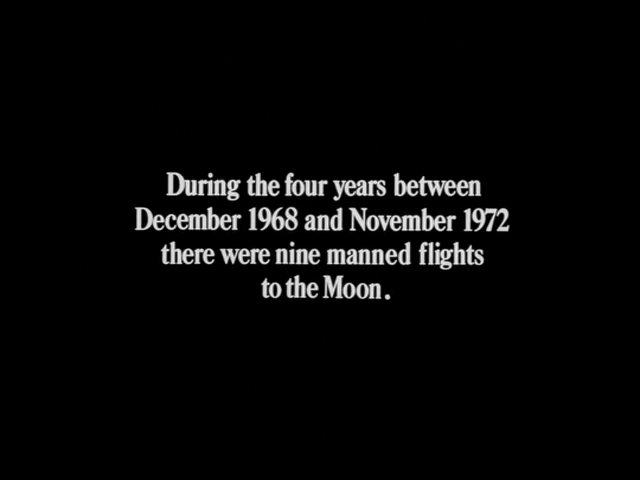 During the four years between
December 1968 and November 1972
there were nine manned flights
to the Moon.